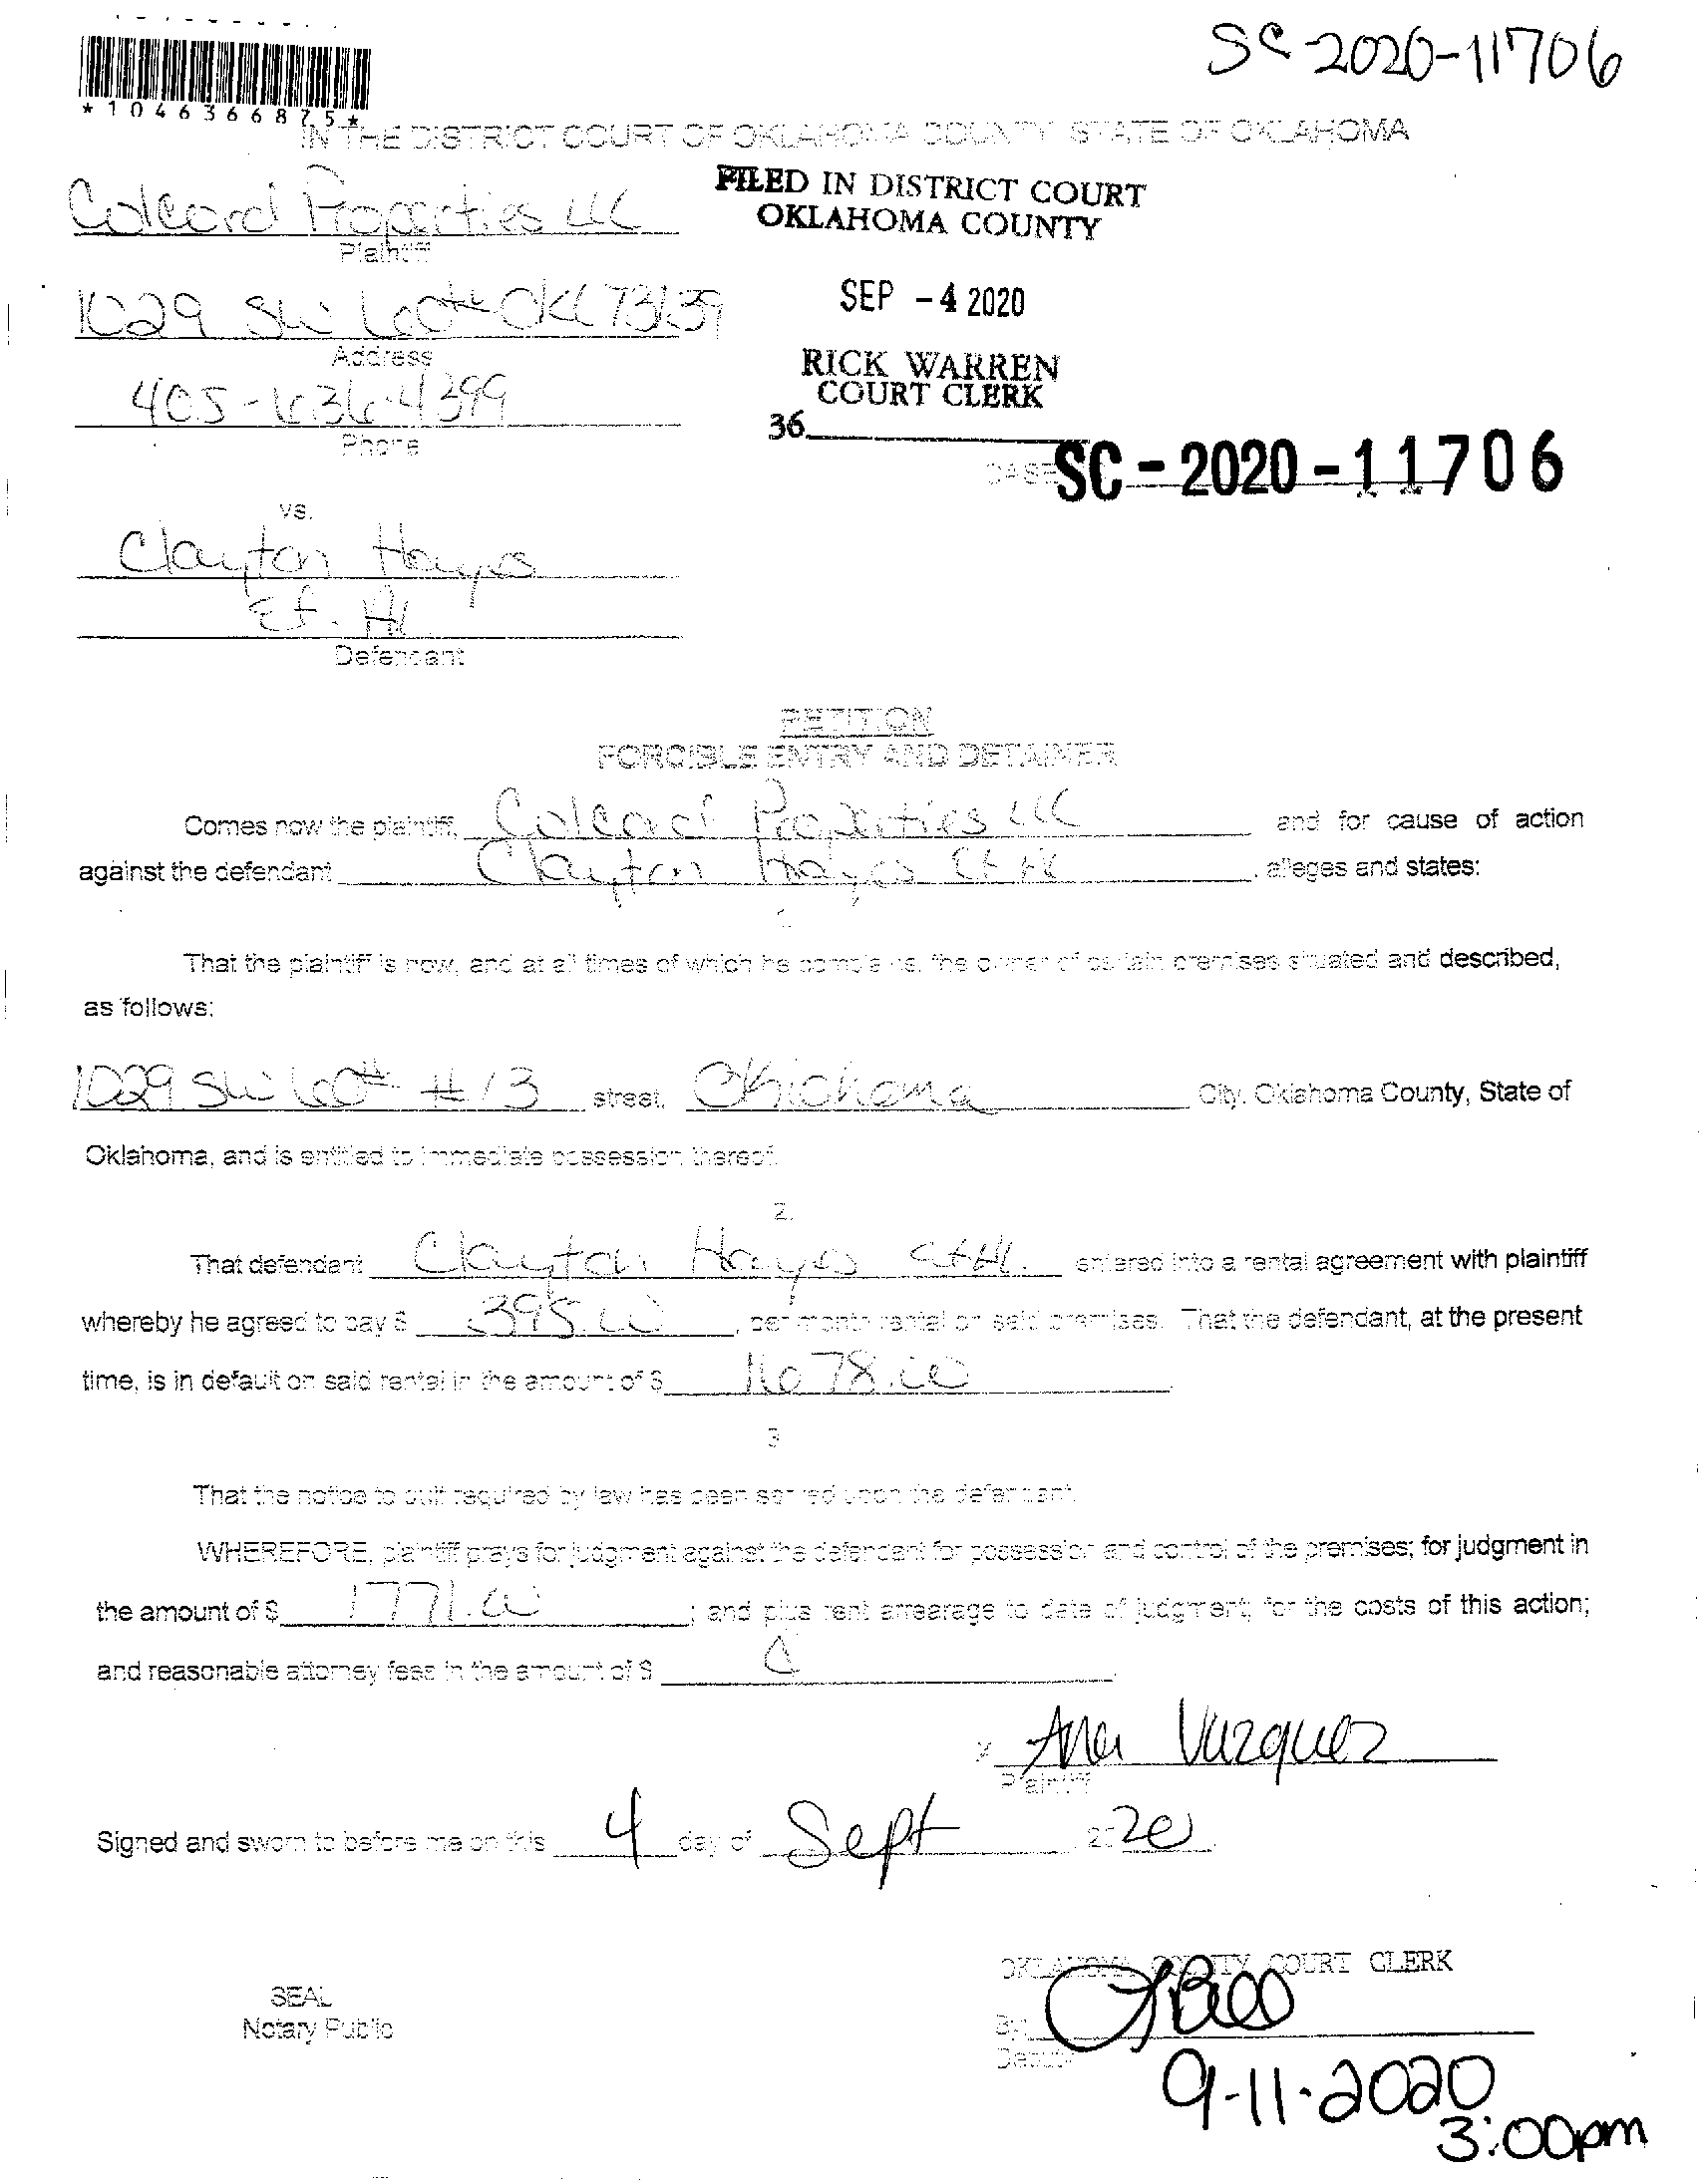 SC-2020-11706
*1046366875*
IN THE DISTRICT COURT OF OKLAHOMA COUNTY, STATE OF OKLAHOMA
Colcord Properties LLC
Plaintiff
FILED IN DISTRICT COURT
OKLAHOMA COUNTY
SEP -4 2020
RICK WARREN
COURT CLERK
36
1029 SW 60th OKC 73139
Address
405-636-4399
Phone
CASE SC-2020-11706
vs.
Clayton Hayes
Et. Al
Defendant
PETITION
FORCIBLE ENTRY AND DETAINER
Comes now the plaintiff, Colcord Properties LLC and for cause of action
against the defendant Clayton Hayes Et Al, alleges and states:
That the plaintiff is now, and at all times of which he complains, the owner of certain premises situated and described,
as follows:
1029 SW 60th #13 street, Oklahoma City, Oklahoma County, State of
Oklahoma, and is entitled to immediate possession thereof.
2.
That defendant Clayton Hayes et Al. entered into a rental agreement with plaintiff
whereby he agreed to pay $ 395.00, per month rental on said premises. That the defendant, at the present
time, is in default on said rental in the amount of $ 1678.00
3
That the notice to quit required by law has been served upon the defendant.
WHEREFORE, plaintiff prays for judgment against the defendant for possession and control of the premises; for judgment in
the amount of $ 1771.00; and plus rent arrearage to date of judgment; for the costs of this action;
and reasonable attorney fees in the amount of $
x Ana Vazquez
Plaintiff
Signed and sworn to before me on this 4 day of Sept 2020.
OKLAHOMA COUNTY COURT CLERK
SEAL
Notary Public
By:
Deputy
9-11-2020
3:00pm